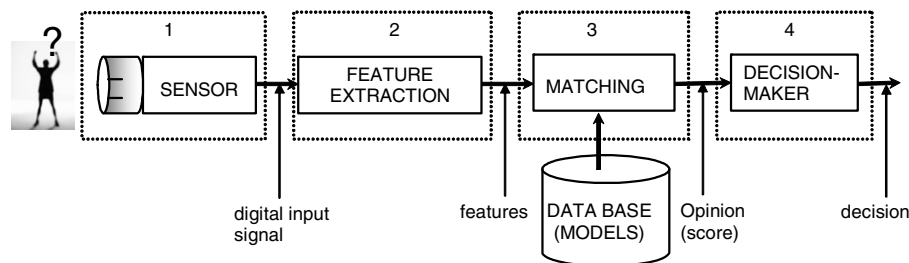 1
2
3
4
?
SENSOR
FEATURE
EXTRACTION
MATCHING
DECISION-
MAKER
digital input
signal
features
DATA BASE
(MODELS)
Opinion
(score)
decision